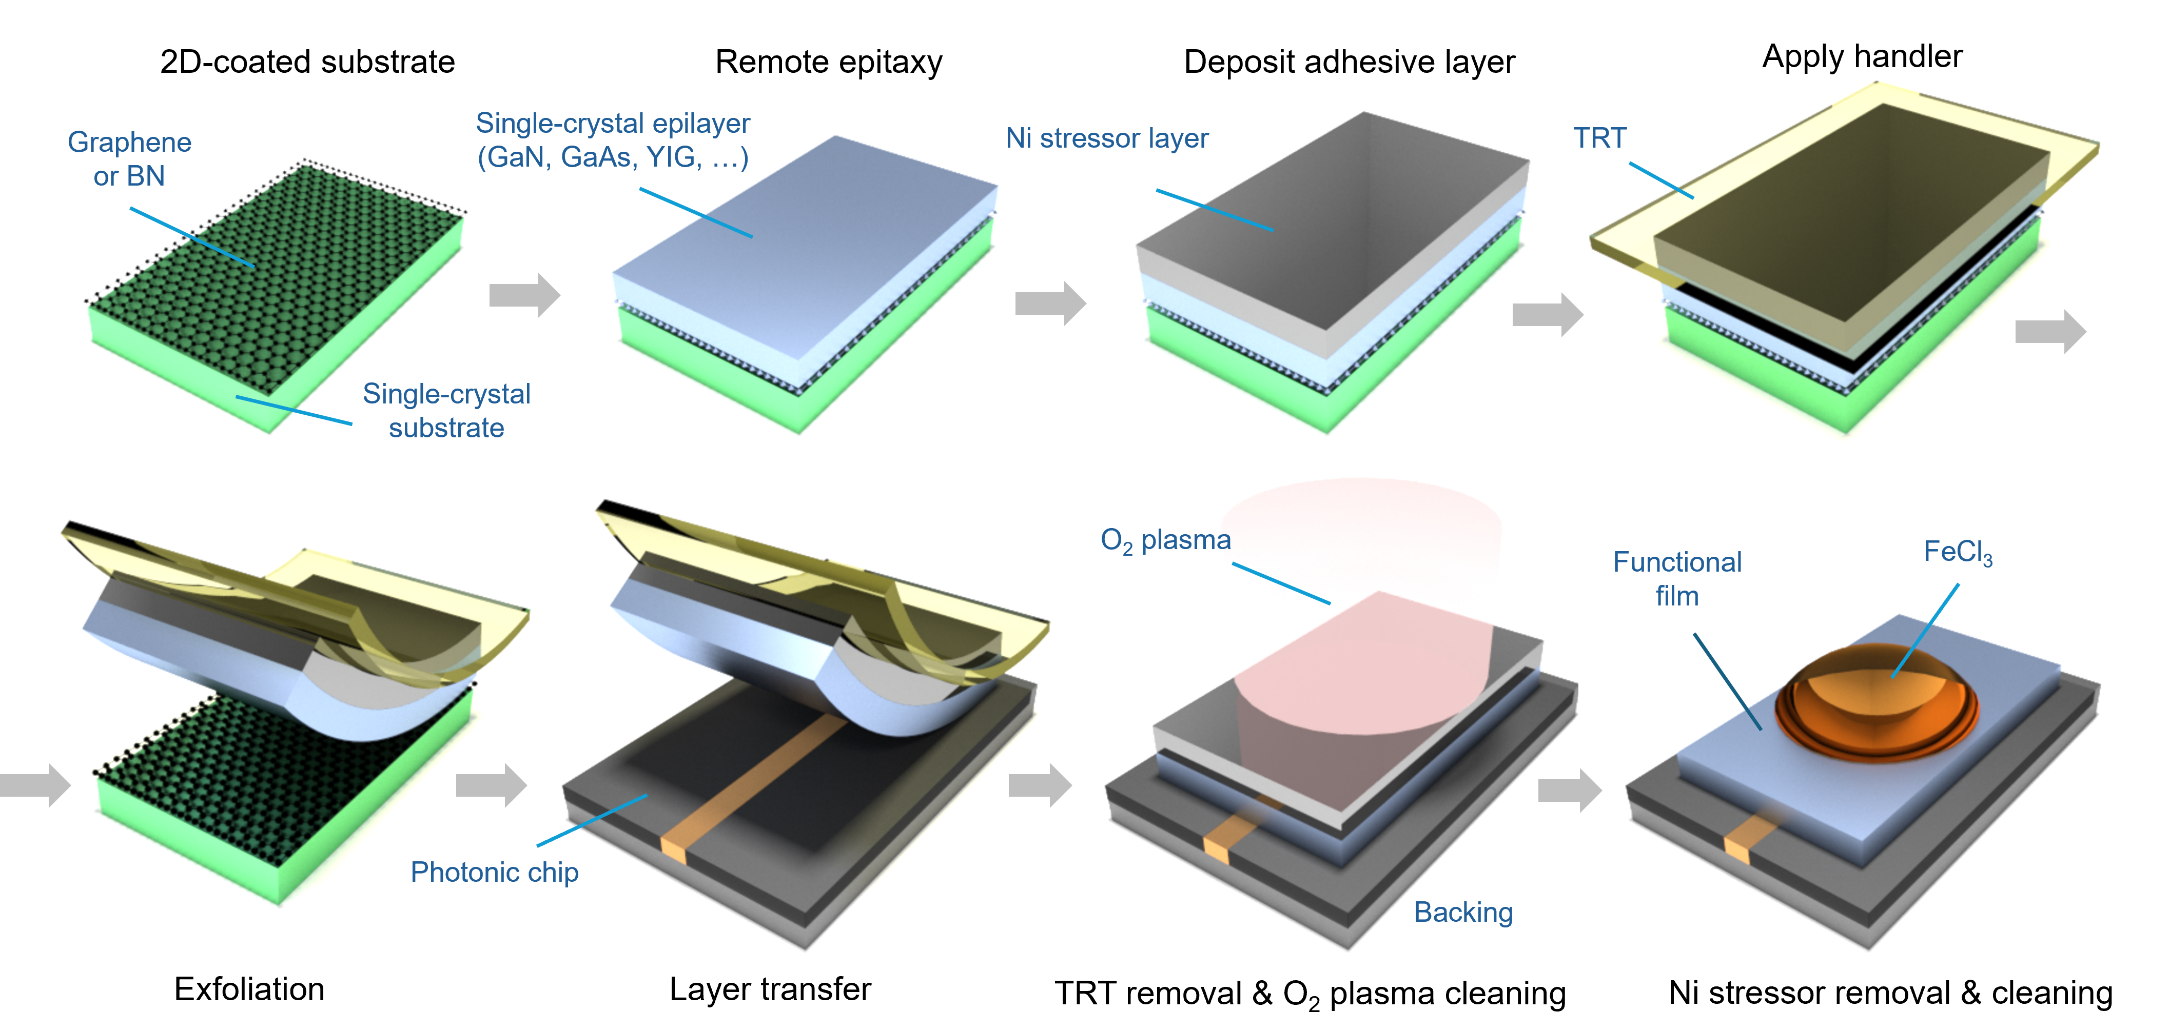 2D-coated substrate
Remote epitaxy
Deposit adhesive layer
Apply handler
Graphene
or BN
Single-crystal
substrate
Single-crystal epilayer
(GaN, GaAs, YIG, …)
Ni stressor layer
TRT
Photonic chip
O₂ plasma
Backing
Functional
film
FeCl₃
Exfoliation
Layer transfer
TRT removal & O₂ plasma cleaning
Ni stressor removal & cleaning